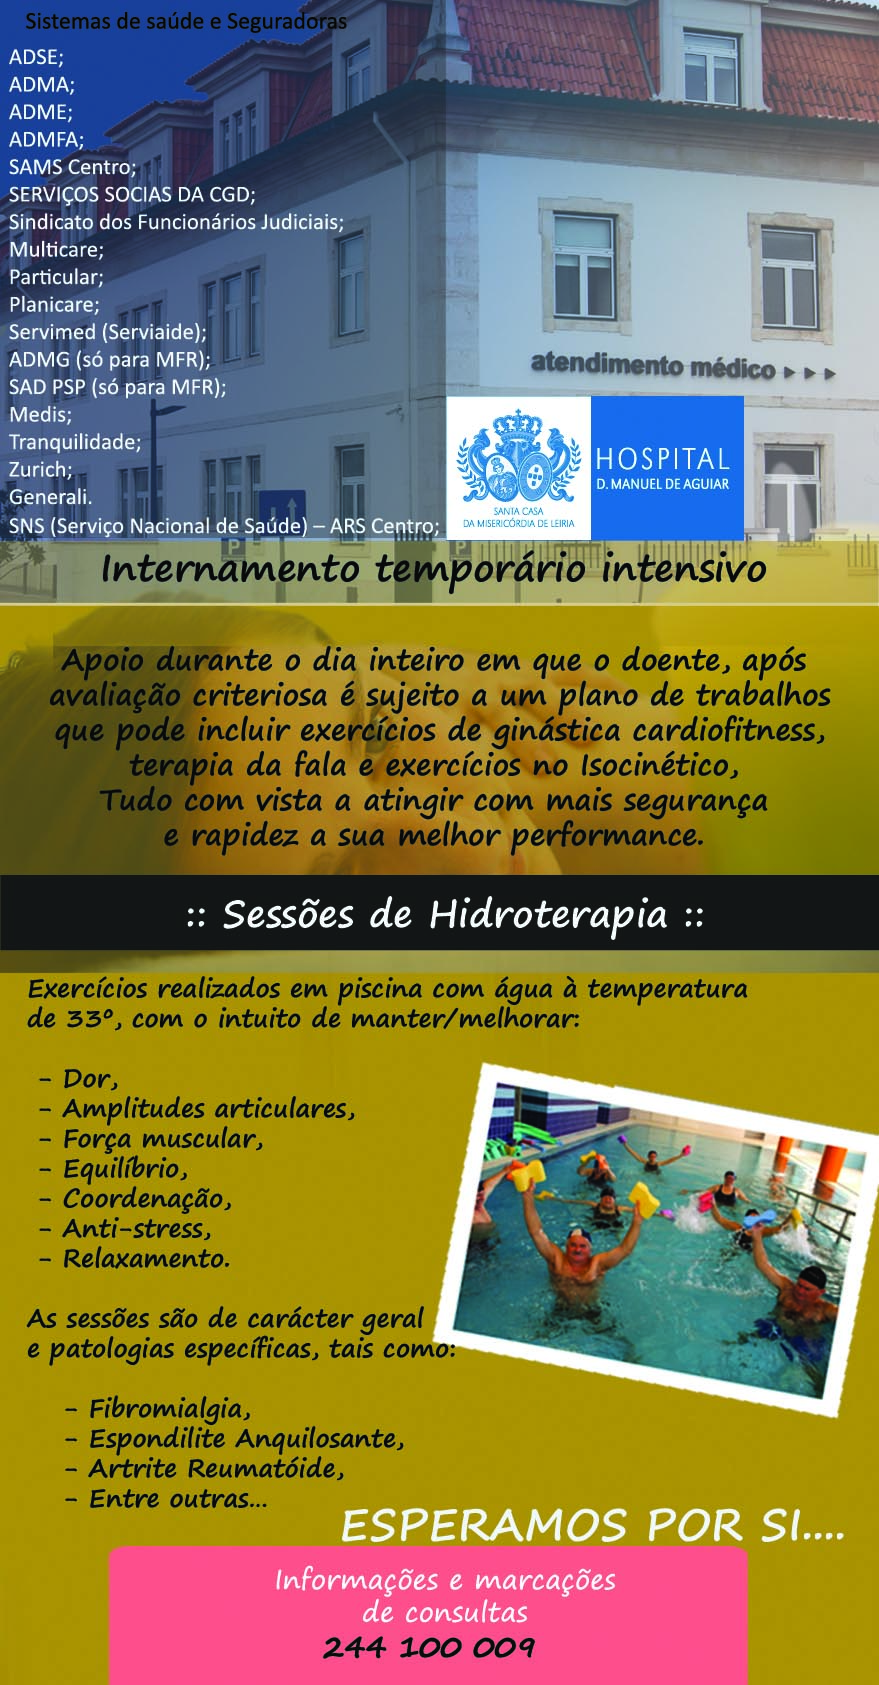 Sistemas de saúde e Seguradoras
ADSE;
ADMA;
ADME;
ADMFA;
SAMS Centro;
SERVIÇOS SOCIAS DA CGD;
Sindicato dos Funcionários Judiciais;
Multicare;
Particular;
Planicare;
Servimed (Serviaide);
ADMG (só para MFR);
SAD PSP (só para MFR);
Medis;
Tranquilidade;
Zurich;
Generali.
SNS (Serviço Nacional de Saúde) – ARS Centro;
atendimento médico
SANTA CASA
DA MISERICÓRDIA DE LEIRIA
HOSPITAL
D. MANUEL DE AGUIAR
P
Internamento temporário intensivo
Apoio durante o dia inteiro em que o doente, após
avaliação criteriosa é sujeito a um plano de trabalhos
que pode incluir exercícios de ginástica cardiofitness,
terapia da fala e exercícios no Isocinético,
Tudo com vista a atingir com mais segurança
e rapidez a sua melhor performance.
:: Sessões de Hidroterapia ::
Exercícios realizados em piscina com água à temperatura
de 33º, com o intuito de manter/melhorar:
- Dor,
- Amplitudes articulares,
- Força muscular,
- Equilíbrio,
- Coordenação,
- Anti-stress,
- Relaxamento.
As sessões são de carácter geral
e patologias específicas, tais como:
- Fibromialgia,
- Espondilite Anquilosante,
- Artrite Reumatóide,
- Entre outras...
ESPERAMOS POR SI....
Informações e marcações
de consultas
244 100 009